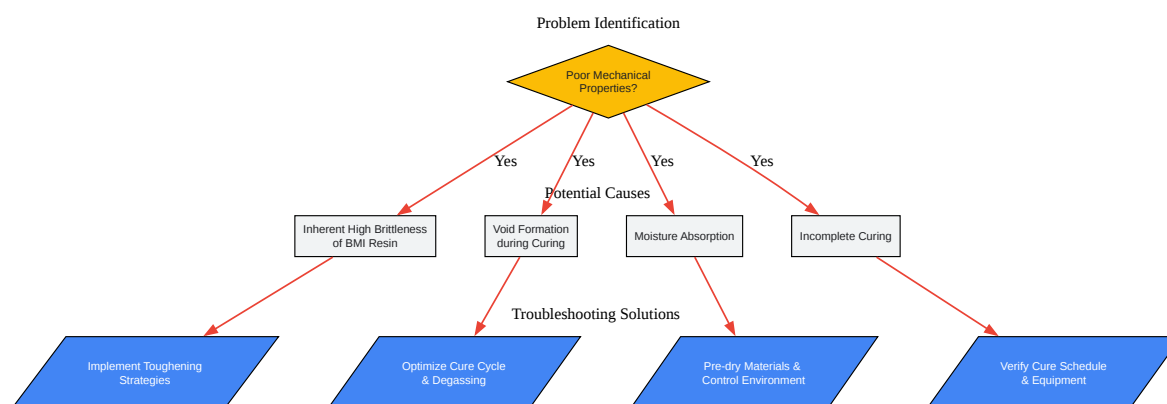 Problem Identification
Poor Mechanical
Properties?
Yes
Yes
Yes
Yes
Potential Causes
Inherent High Brittleness
of BMI Resin
Void Formation
during Curing
Moisture Absorption
Incomplete Curing
Troubleshooting Solutions
Implement Toughening
Strategies
Optimize Cure Cycle
& Degassing
Pre-dry Materials &
Control Environment
Verify Cure Schedule
& Equipment